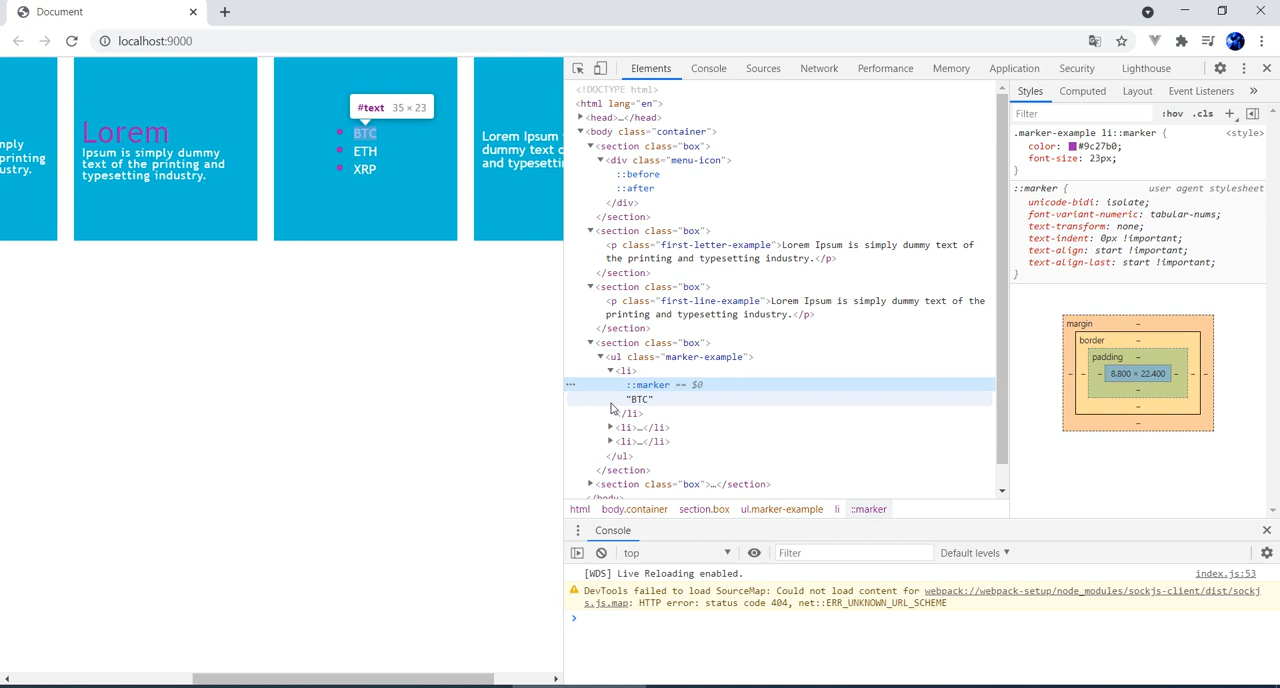 Document
localhost:9000
mply
printing
ustry.
Lorem
Ipsum is simply dummy
text of the printing and
typesetting industry.
#text 35 × 23
BTC
ETH
XRP
Lorem Ipsum
and typesetti
Elements Console Sources Network Performance Memory Application Security Lighthouse
<!DOCTYPE html>
<html lang="en">
<head>…</head>
<body class="container">
<section class="box">
<div class="menu-icon">
::before
::after
</div>
</section>
<section class="box">
<p class="first-letter-example">Lorem Ipsum is simply dummy text of
the printing and typesetting industry.</p>
</section>
<section class="box">
<p class="first-line-example">Lorem Ipsum is simply dummy text of the
printing and typesetting industry.</p>
</section>
<section class="box">
<ul class="marker-example">
<li>
::marker == $0
"BTC"
</li>
<li>…</li>
<li>…</li>
</ul>
</section>
<section class="box">…</section>
</body>
html body.container section.box ul.marker-example li ::marker
Styles Computed Layout Event Listeners »
Filter :hov .cls +
.marker-example li::marker { <style>
color: #9c27b0;
font-size: 23px;
}
::marker { user agent stylesheet
unicode-bidi: isolate;
font-variant-numeric: tabular-nums;
text-transform: none;
text-indent: 0px !important;
text-align: start !important;
text-align-last: start !important;
}
margin –
border –
padding –
– – – 8.800 × 22.400 – – –
–
–
–
Console
top Filter Default levels
[WDS] Live Reloading enabled. index.js:53
DevTools failed to load SourceMap: Could not load content for webpack://webpack-setup/node_modules/sockjs-client/dist/sockj
s.js.map: HTTP error: status code 404, net::ERR_UNKNOWN_URL_SCHEME